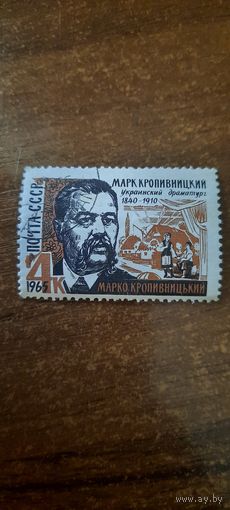 МАРК КРОПИВНИЦКИЙ
Украинский драматург
1840-1910
ПОЧТА СССР
4К
1965
МАРКО КРОПИВНИЦЬКИЙ
www.ay.by